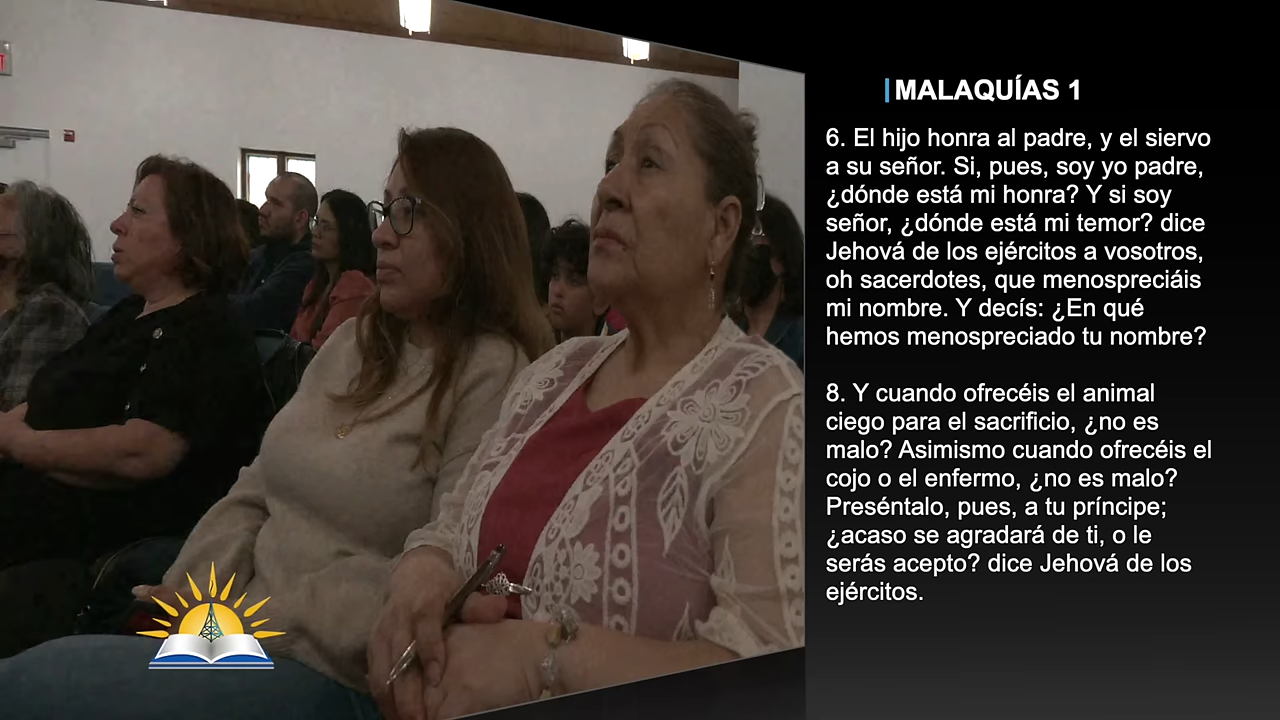 MALAQUÍAS 1
6. El hijo honra al padre, y el siervo
a su señor. Si, pues, soy yo padre,
¿dónde está mi honra? Y si soy
señor, ¿dónde está mi temor? dice
Jehová de los ejércitos a vosotros,
oh sacerdotes, que menospreciáis
mi nombre. Y decís: ¿En qué
hemos menospreciado tu nombre?
8. Y cuando ofrecéis el animal
ciego para el sacrificio, ¿no es
malo? Asimismo cuando ofrecéis el
cojo o el enfermo, ¿no es malo?
Preséntalo, pues, a tu príncipe;
¿acaso se agradará de ti, o le
serás acepto? dice Jehová de los
ejércitos.